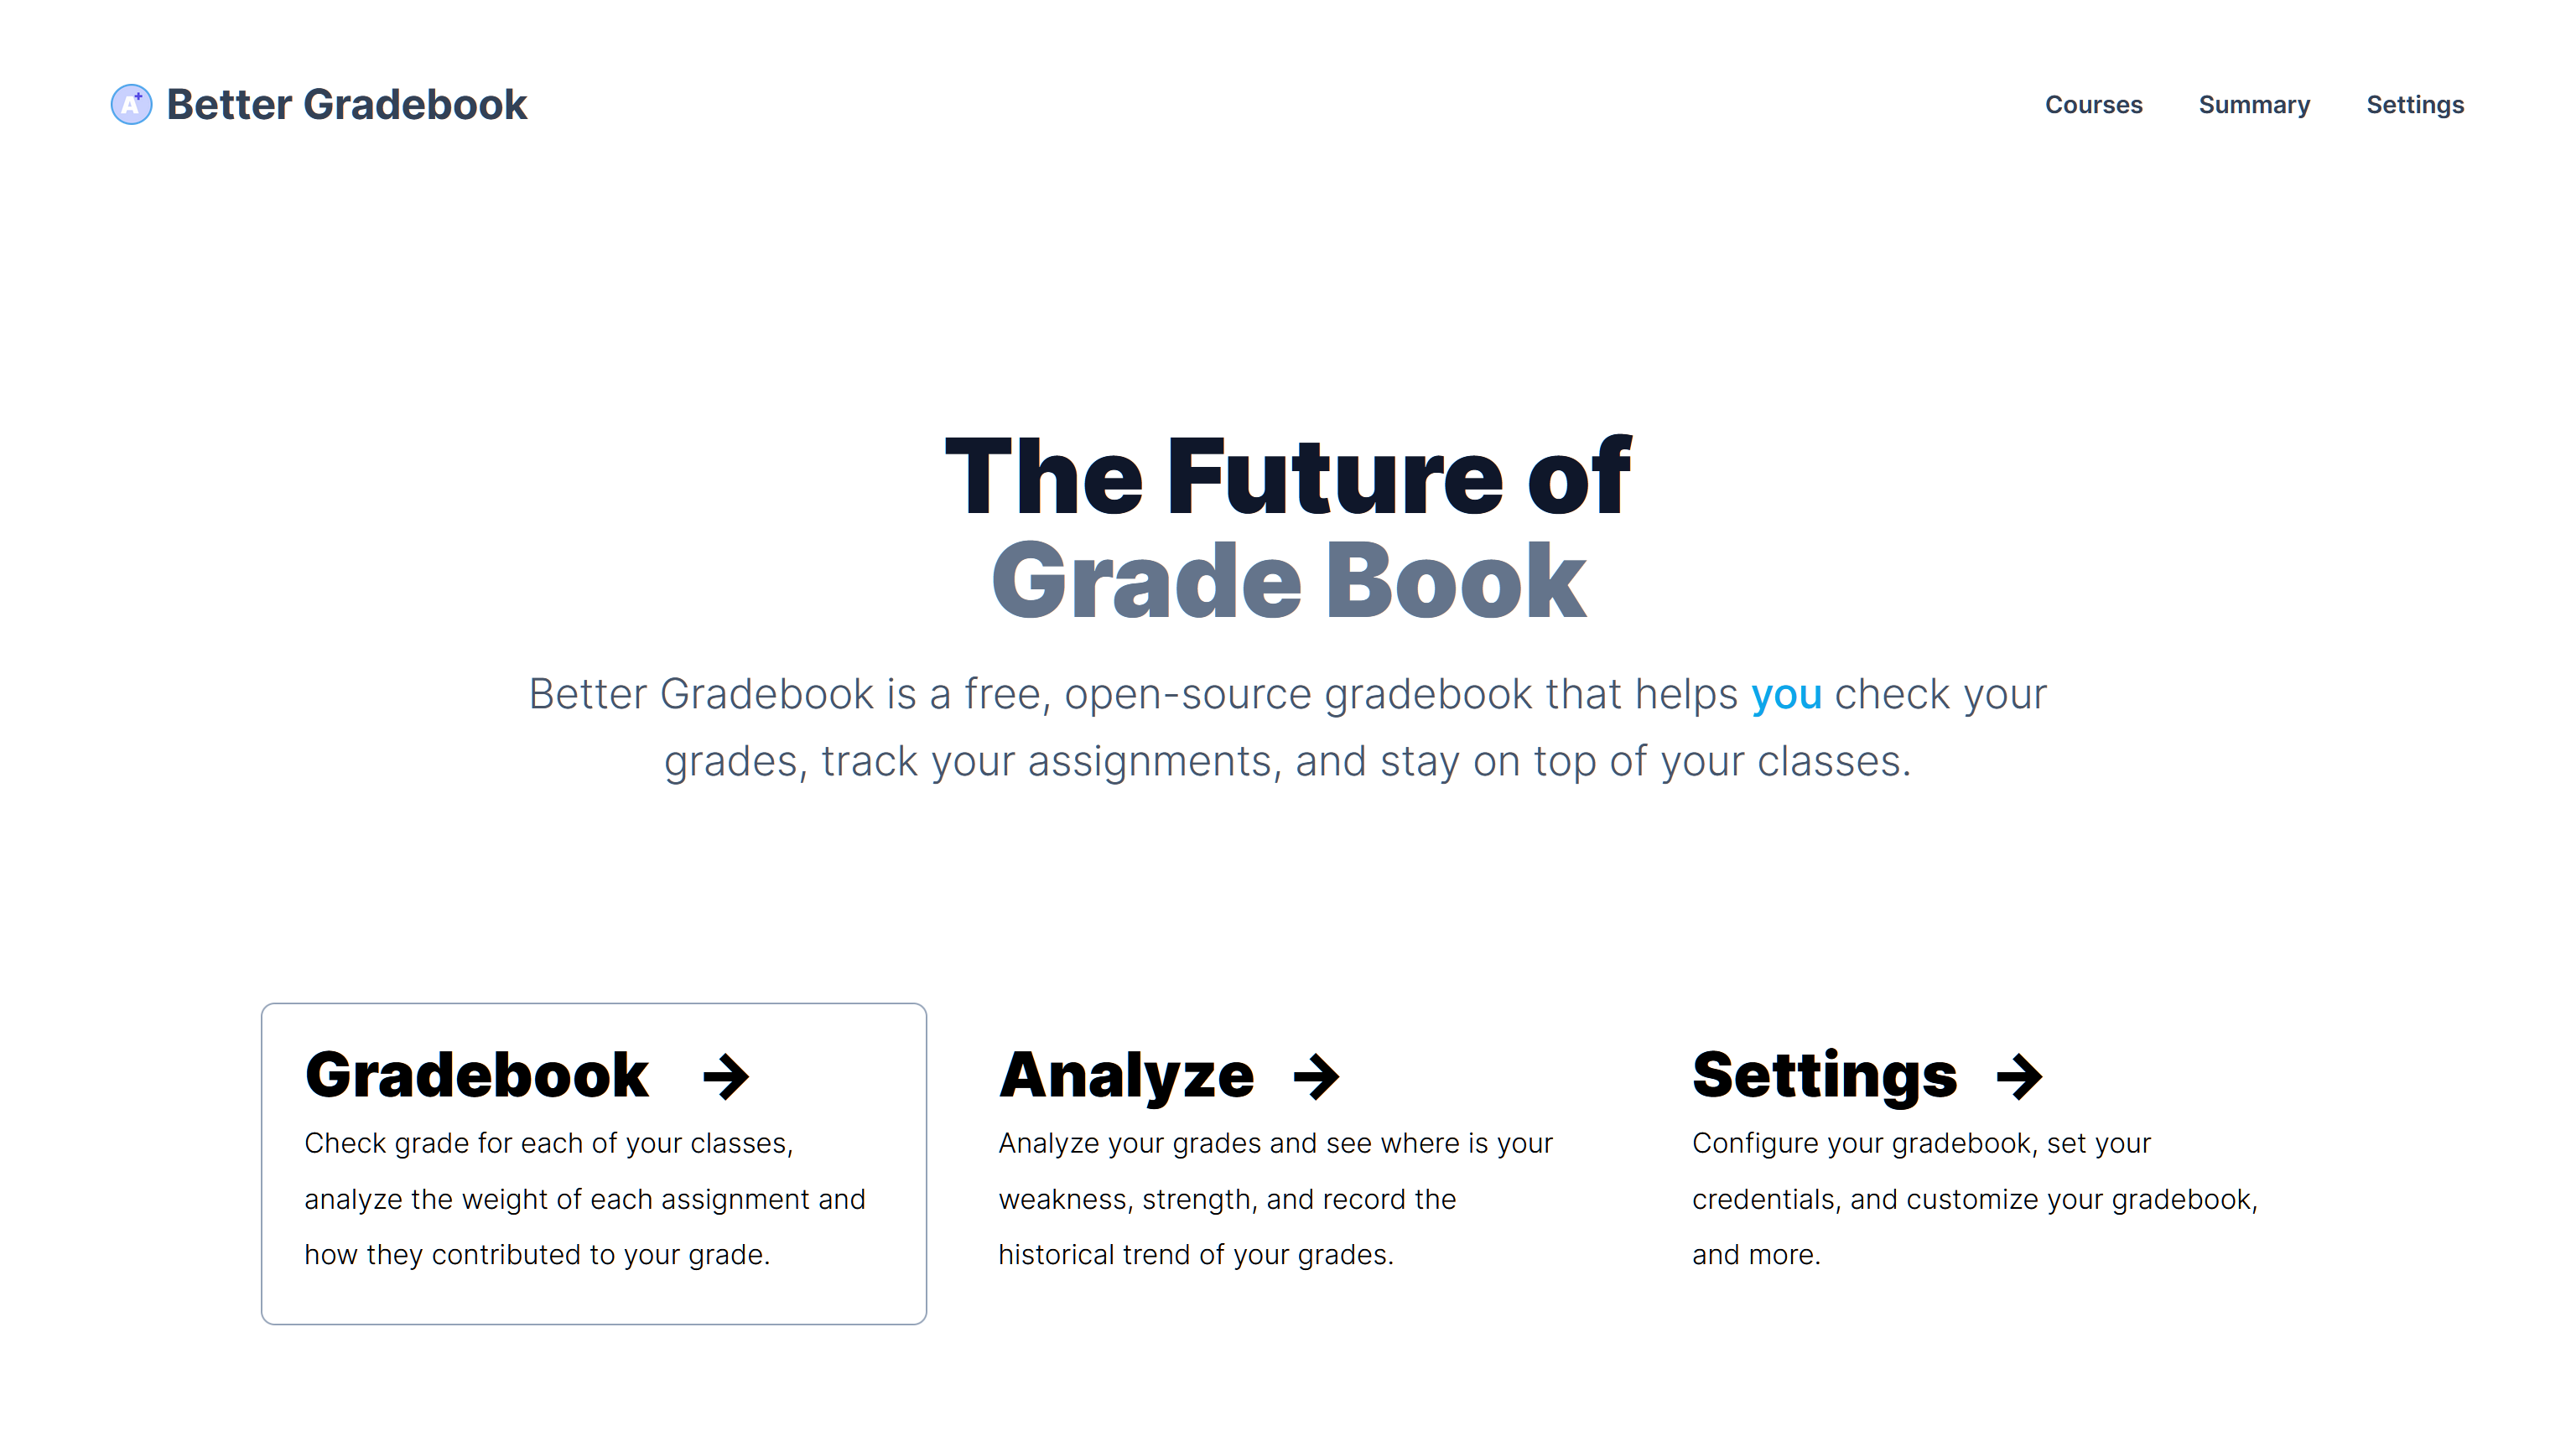 A+ Better Gradebook
Courses Summary Settings
The Future of
Grade Book
Better Gradebook is a free, open-source gradebook that helps you check your
grades, track your assignments, and stay on top of your classes.
Gradebook →
Check grade for each of your classes,
analyze the weight of each assignment and
how they contributed to your grade.
Analyze →
Analyze your grades and see where is your
weakness, strength, and record the
historical trend of your grades.
Settings →
Configure your gradebook, set your
credentials, and customize your gradebook,
and more.